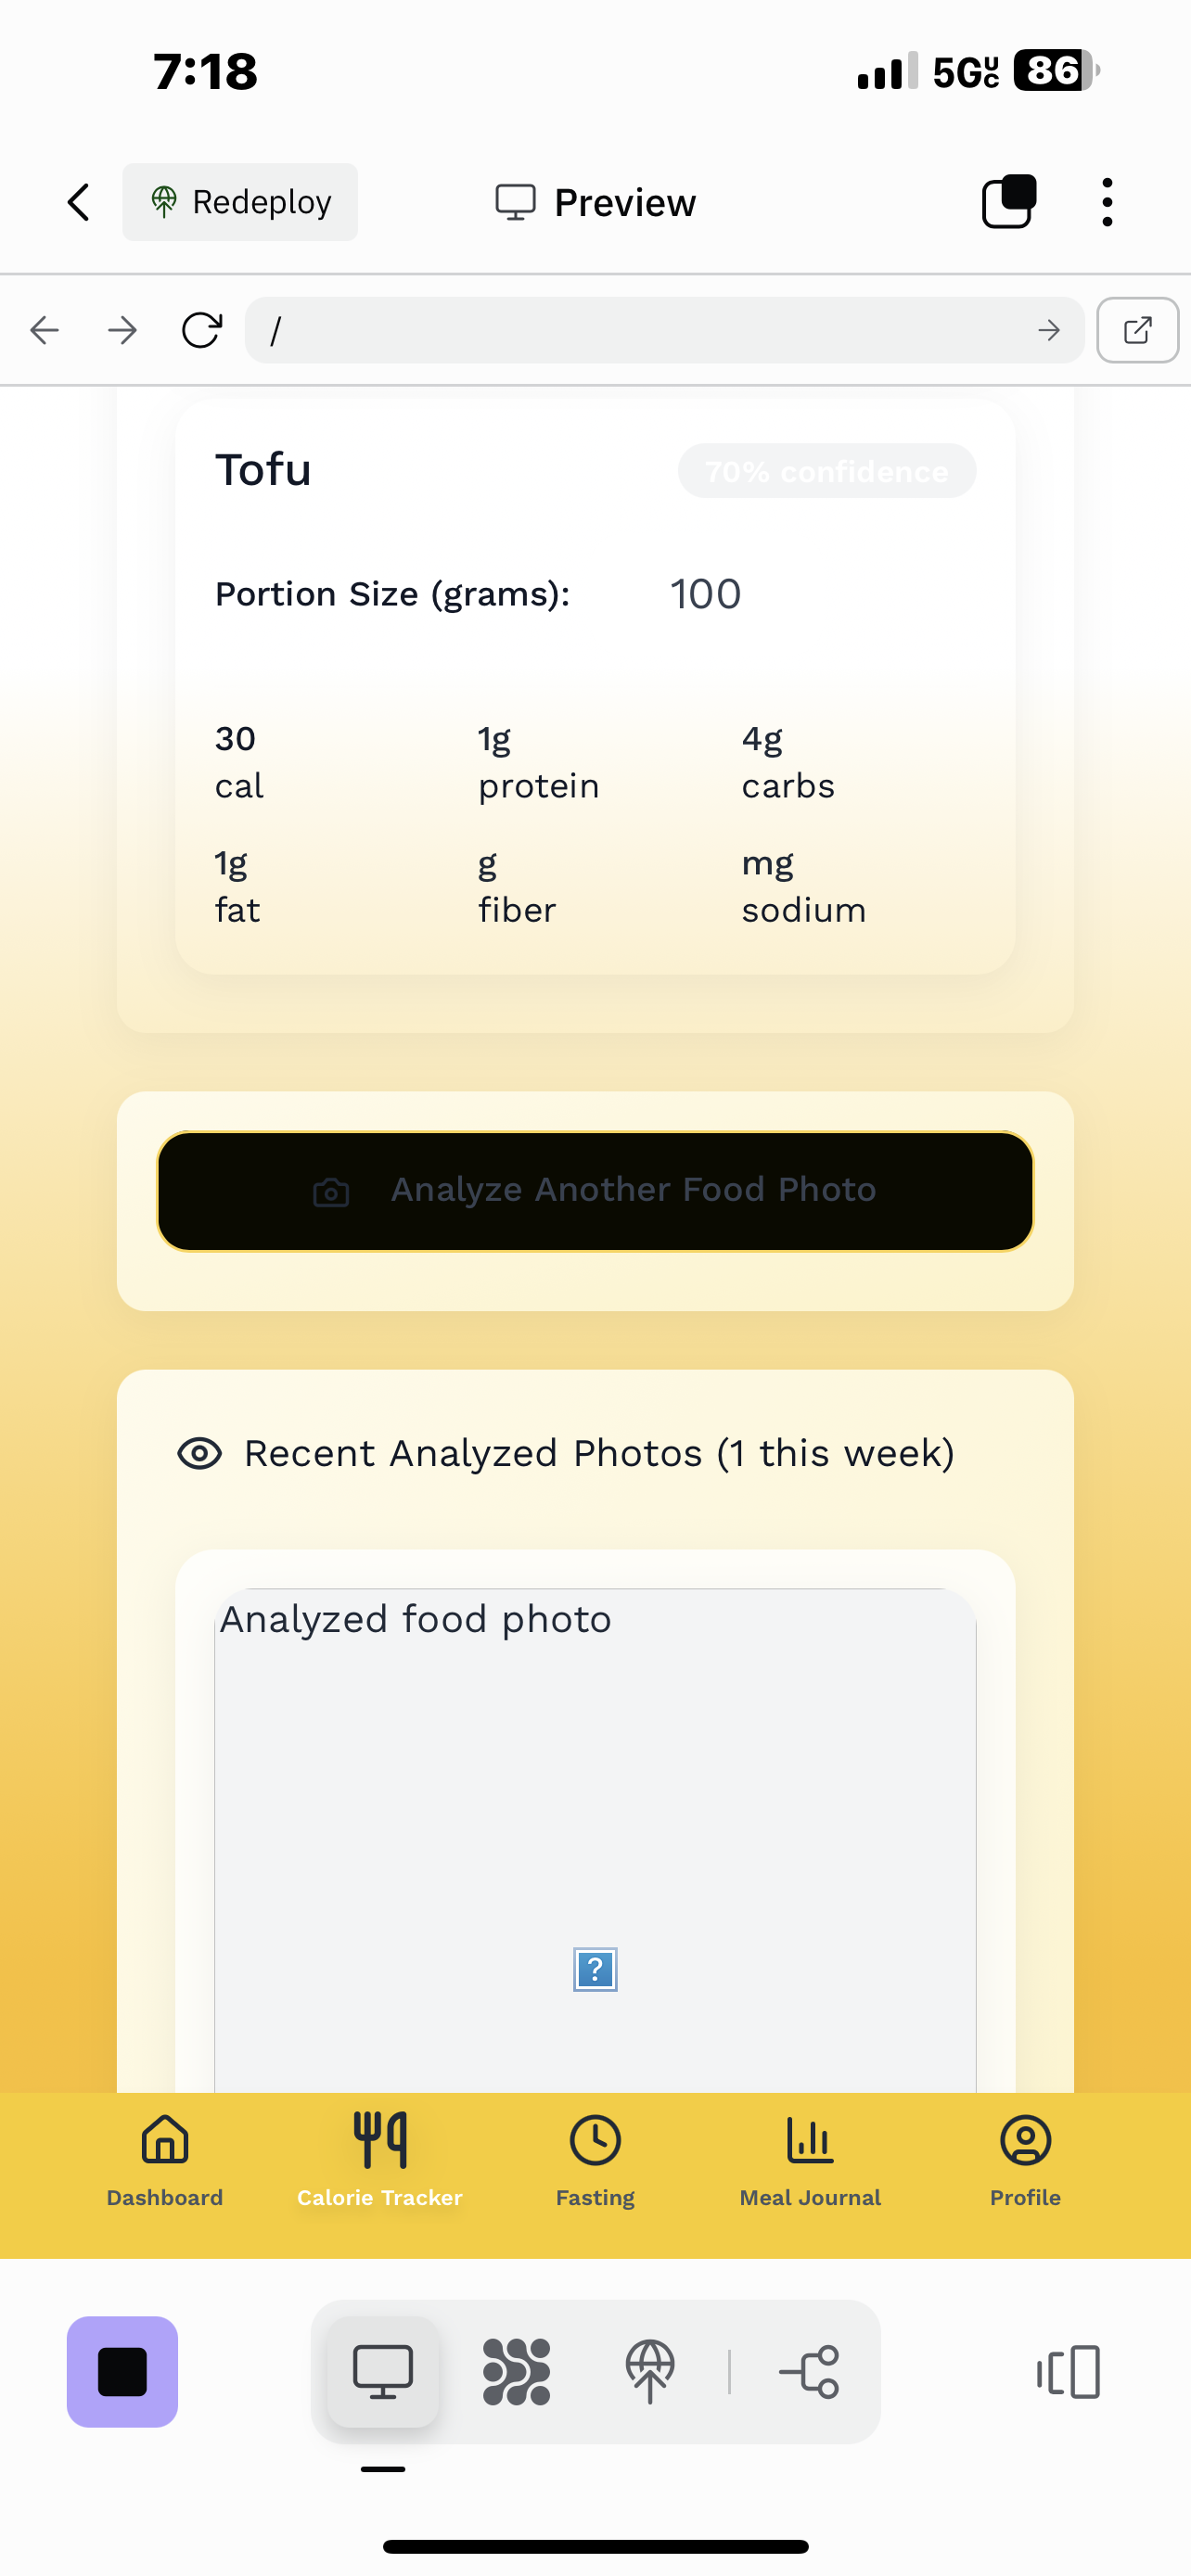 7:18
5GUC 86
Redeploy
Preview
/
Tofu
70% confidence
Portion Size (grams): 100
30 1g 4g
cal protein carbs
1g g mg
fat fiber sodium
Analyze Another Food Photo
Recent Analyzed Photos (1 this week)
Analyzed food photo
?
Dashboard Calorie Tracker Fasting Meal Journal Profile